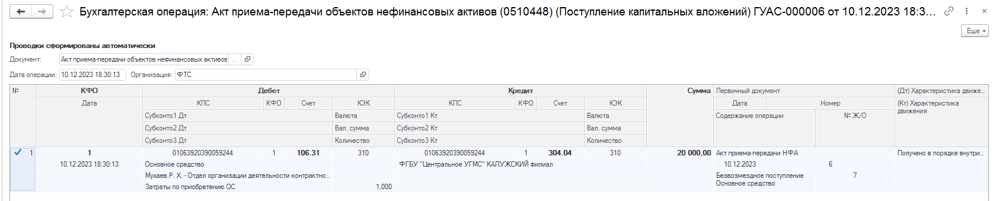 Бухгалтерская операция: Акт приема-передачи объектов нефинансовых активов (0510448) (Поступление капитальных вложений) ГУАС-000006 от 10.12.2023 18:3...
Еще
Проводки сформированы автоматически
Документ: Акт приема-передачи объектов нефинансовых активов ...
Дата операции: 10.12.2023 18:30:13 Организация: ФТС
№ КФО Дебет Кредит Сумма Первичный документ (Дт) Характеристика движе...
Дата КПС КФО Счет КЭК КПС КФО Счет КЭК Дата Номер (Кт) Характеристика движения
Субконто1 Дт Валюта Субконто1 Кт Валюта Содержание операции № Ж/О
Субконто2 Дт Вал. сумма Субконто2 Кт Вал. сумма
Субконто3 Дт Количество Субконто3 Кт Количество
1 1 01063920390059244 1 106.31 310 01063920390059244 1 304.04 310 20 000,00 Акт приема-передачи НФА Получено в порядке внутри...
10.12.2023 18:30:13 Основное средство ФГБУ "Центральное УГМС" КАПУЖСКИЙ филиал 10.12.2023 6
Мухаев Р. Х. - Отдел организации деятельности контрактно... Безвозмездное поступление 7
Затраты по приобретению ОС 1,000 Основное средство